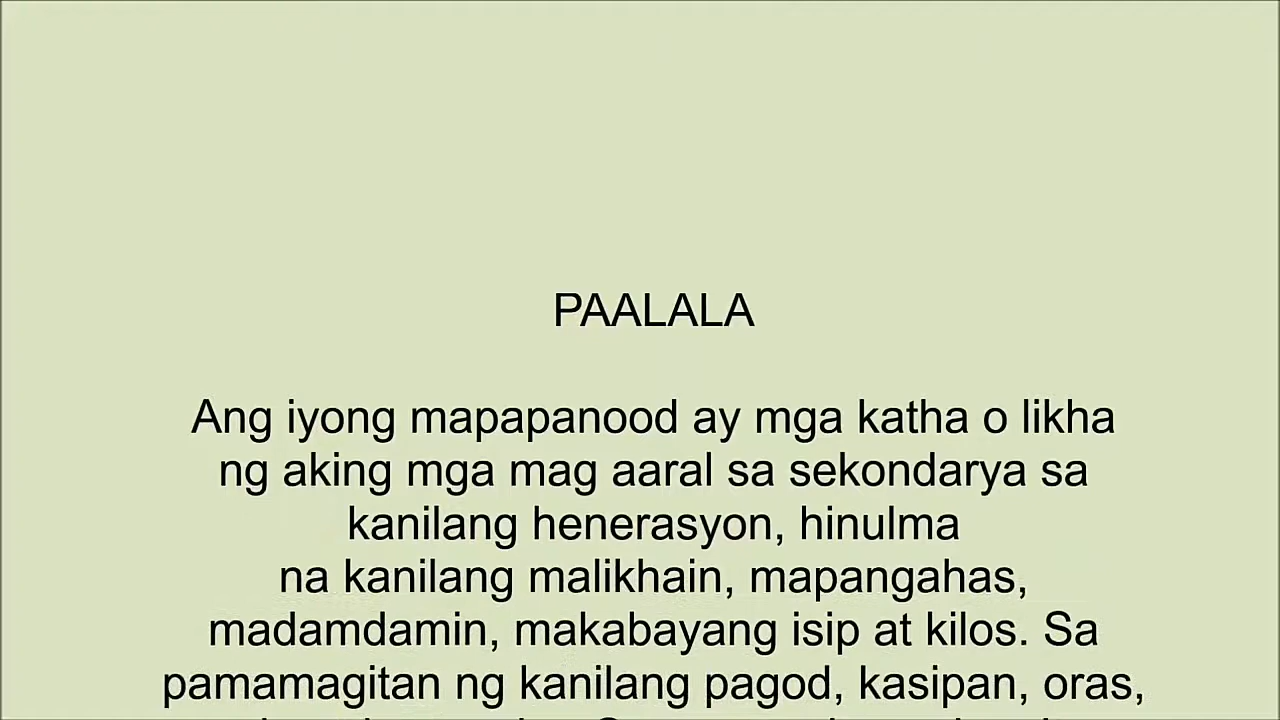 PAALALA
Ang iyong mapapanood ay mga katha o likha
ng aking mga mag aaral sa sekondarya sa
kanilang henerasyon, hinulma
na kanilang malikhain, mapangahas,
madamdamin, makabayang isip at kilos. Sa
pamamagitan ng kanilang pagod, kasipan, oras,